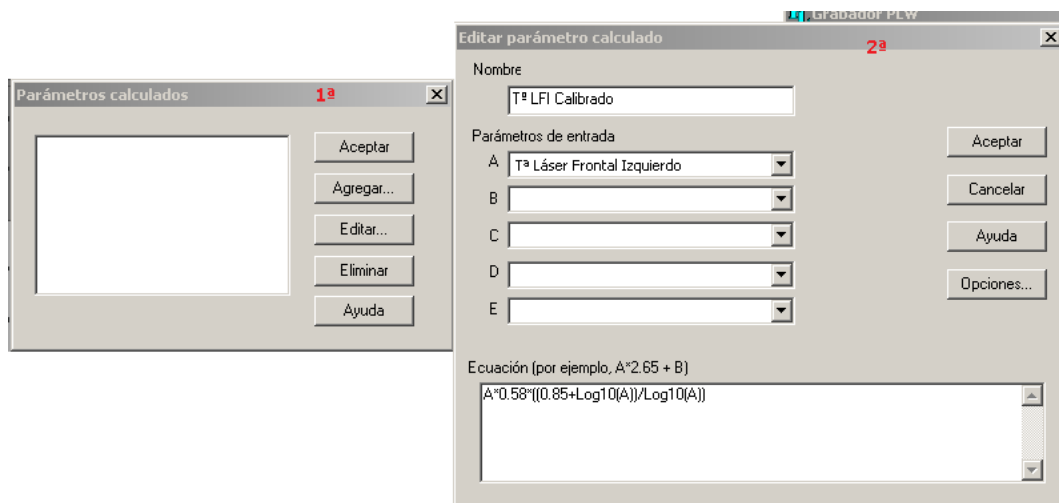 Grabador PLW
Parámetros calculados 1ª
Aceptar
Agregar...
Editar...
Eliminar
Ayuda
Editar parámetro calculado 2ª
Nombre
Tª LFI Calibrado
Parámetros de entrada
A Tª Láser Frontal Izquierdo
B
C
D
E
Aceptar
Cancelar
Ayuda
Opciones...
Ecuación (por ejemplo, A*2.65 + B)
A*0.58*((0.85+Log10(A))/Log10(A))